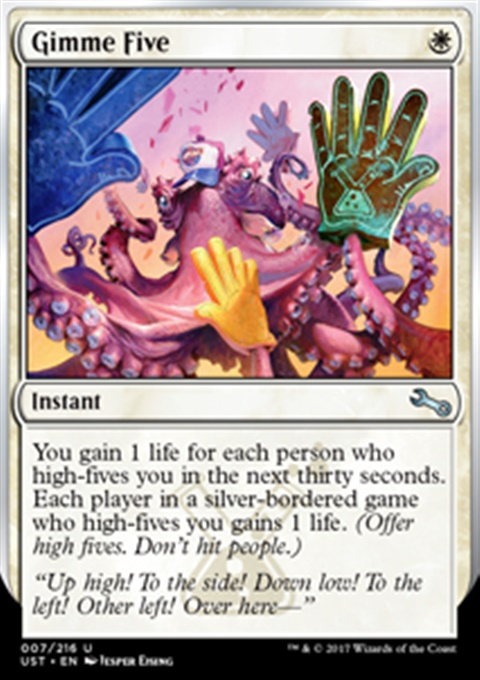 Gimme Five
Instant
You gain 1 life for each person who
high-fives you in the next thirty seconds.
Each player in a silver-bordered game
who high-fives you gains 1 life. (Offer
high fives. Don't hit people.)
"Up high! To the side! Down low! To the
left! Other left! Over here—"
007/216 U
UST • EN Jesper Ejsing
™ & © 2017 Wizards of the Coast